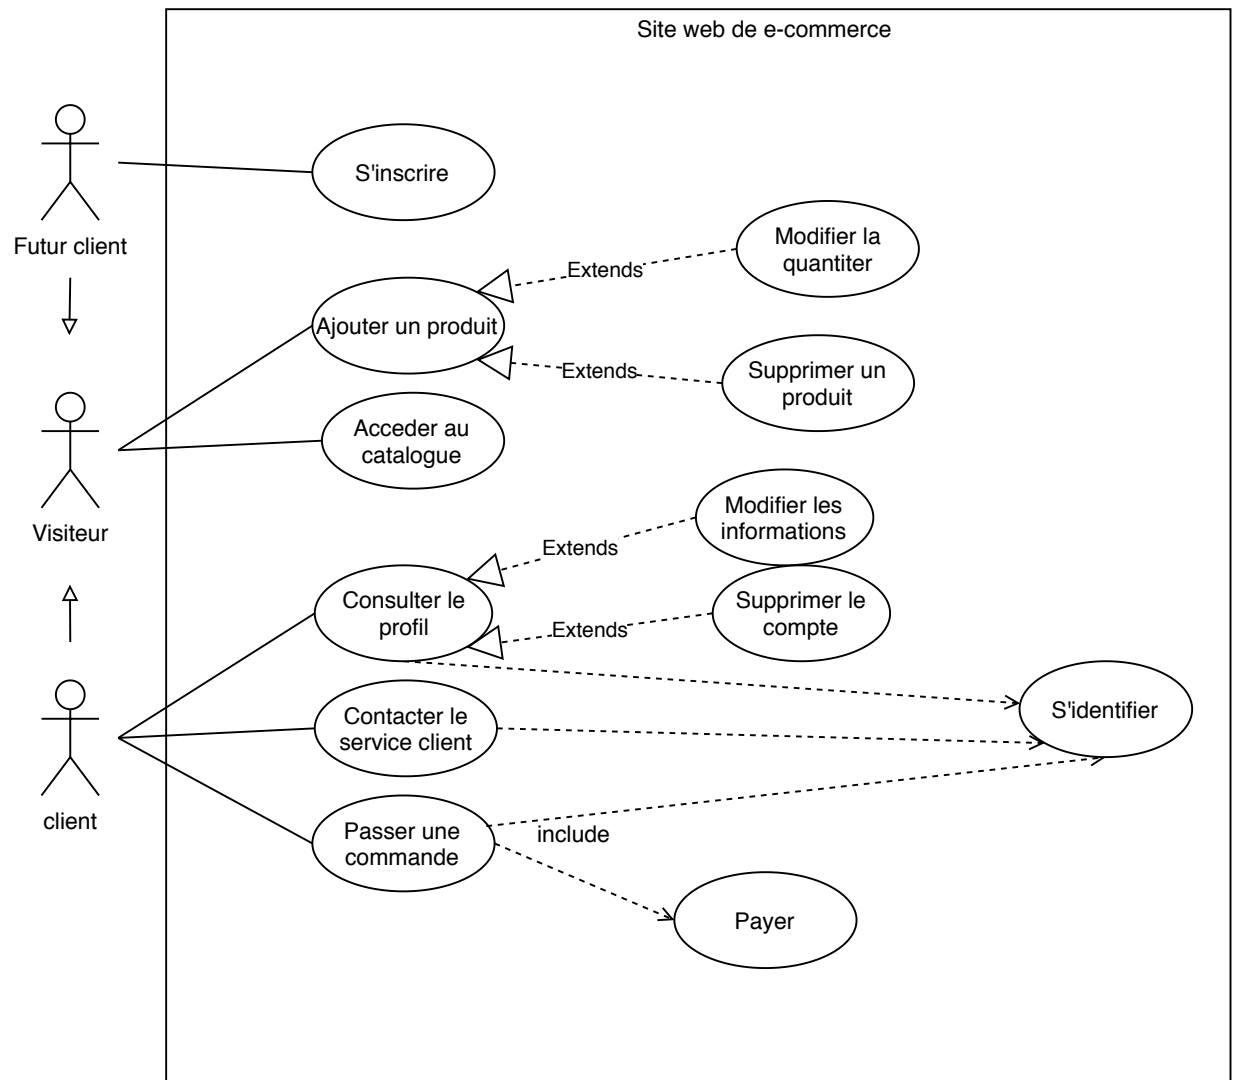 Site web de e-commerce
S'inscrire
Futur client
Modifier la
quantiter
Extends
Ajouter un produit
Extends
Supprimer un
produit
Acceder au
catalogue
Visiteur
Modifier les
informations
Extends
Consulter le
profil
Supprimer le
compte
Extends
S'identifier
Contacter le
service client
client
Passer une
commande
include
Payer